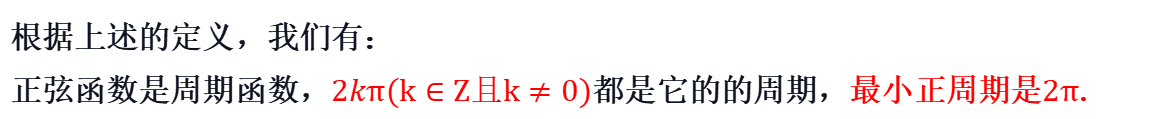 根据上述的定义，我们有：
正弦函数是周期函数，2kπ(k ∈ Z且k ≠ 0)都是它的的周期，最小正周期是2π.